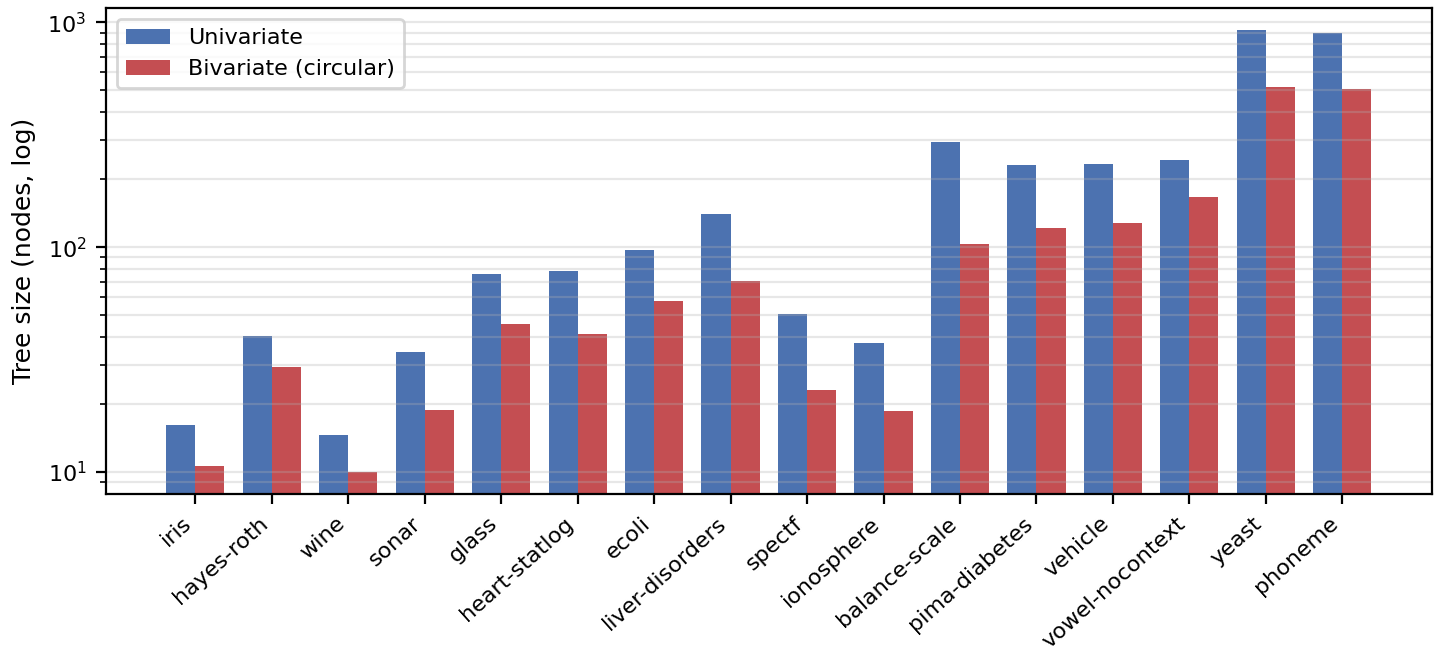 Tree size (nodes, log)
10³
10²
10¹
Univariate
Bivariate (circular)
iris
hayes-roth
wine
sonar
glass
heart-statlog
ecoli
liver-disorders
spectf
ionosphere
balance-scale
pima-diabetes
vehicle
vowel-nocontext
yeast
phoneme